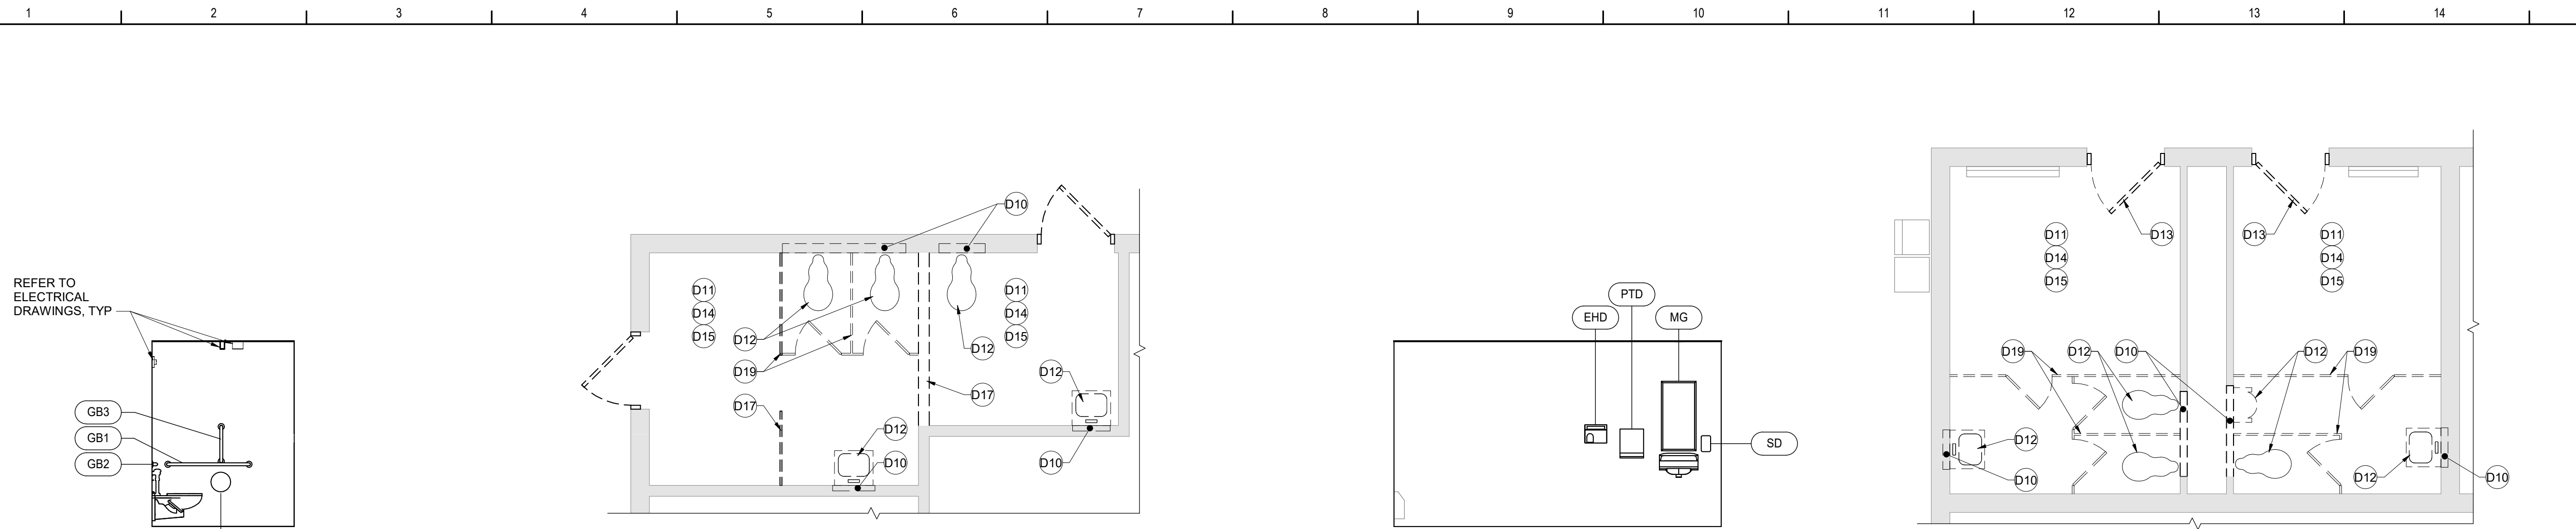 1 2 3 4 5 6 7 8 9 10 11 12 13 14
REFER TO
ELECTRICAL
DRAWINGS, TYP
GB3
GB1
GB2
D10
D11
D14
D15
D12
D19
D17
D12
D10
D11
D14
D15
D12
D17
D12
D10
EHD
PTD
MG
SD
D13
D13
D11
D14
D15
D11
D14
D15
D19
D12
D10
D12
D19
D12
D10
D12
D10